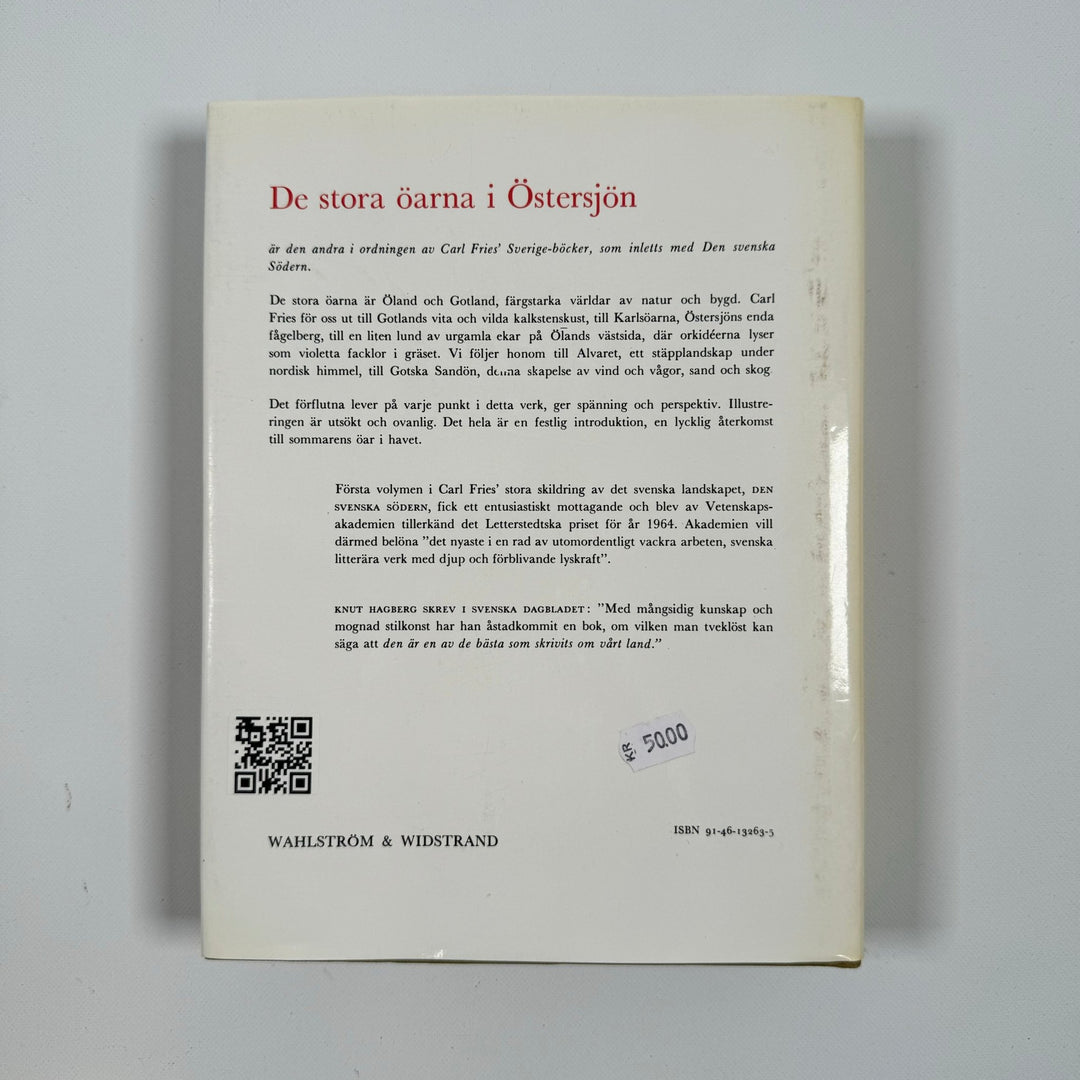 De stora öarna i Östersjön
är den andra i ordningen av Carl Fries' Sverige-böcker, som inletts med Den svenska
Södern.
De stora öarna är Öland och Gotland, färgstarka världar av natur och bygd. Carl
Fries för oss ut till Gotlands vita och vilda kalkstenskust, till Karlsöarna, Östersjöns enda
fågelberg, till en liten lund av urgamla ekar på Ölands västsida, där orkidéerna lyser
som violetta facklor i gräset. Vi följer honom till Alvaret, ett stäpplandskap under
nordisk himmel, till Gotska Sandön, denna skapelse av vind och vågor, sand och skog
Det förflutna lever på varje punkt i detta verk, ger spänning och perspektiv. Illustre-
ringen är utsökt och ovanlig. Det hela är en festlig introduktion, en lycklig återkomst
till sommarens öar i havet.
Första volymen i Carl Fries' stora skildring av det svenska landskapet, DEN
SVENSKA SÖDERN, fick ett entusiastiskt mottagande och blev av Vetenskaps-
akademien tillerkänd det Letterstedtska priset för år 1964. Akademien vill
därmed belöna ”det nyaste i en rad av utomordentligt vackra arbeten, svenska
litterära verk med djup och förblivande lyskraft”.
KNUT HAGBERG SKREV I SVENSKA DAGBLADET: ”Med mångsidig kunskap och
mognad stilkonst har han åstadkommit en bok, om vilken man tveklöst kan
säga att den är en av de bästa som skrivits om vårt land.”
KR 50.00
WAHLSTRÖM & WIDSTRAND
ISBN 91-46-13263-5